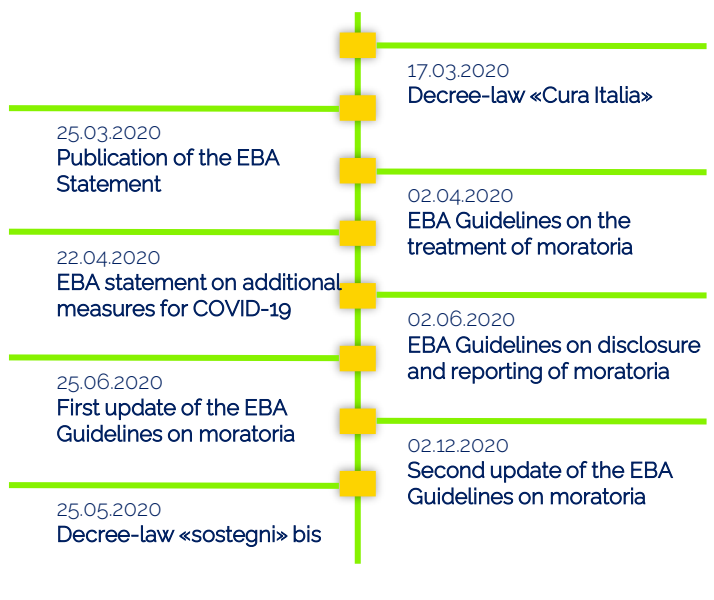 17.03.2020
Decree-law «Cura Italia»
25.03.2020
Publication of the EBA
Statement
02.04.2020
EBA Guidelines on the
treatment of moratoria
22.04.2020
EBA statement on additional
measures for COVID-19
02.06.2020
EBA Guidelines on disclosure
and reporting of moratoria
25.06.2020
First update of the EBA
Guidelines on moratoria
02.12.2020
Second update of the EBA
Guidelines on moratoria
25.05.2020
Decree-law «sostegni» bis